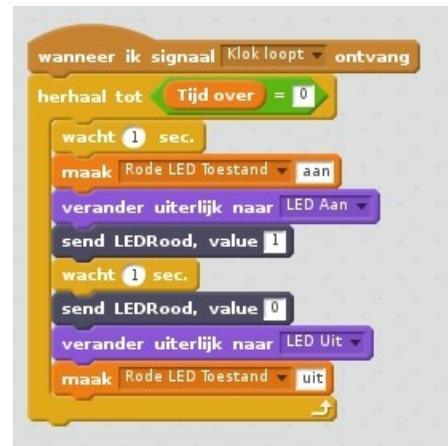 wanneer ik signaal Klok loopt ontvang
herhaal tot Tijd over = 0
wacht 1 sec.
maak Rode LED Toestand aan
verander uiterlijk naar LED Aan
send LEDRood, value 1
wacht 1 sec.
send LEDRood, value 0
verander uiterlijk naar LED Uit
maak Rode LED Toestand uit